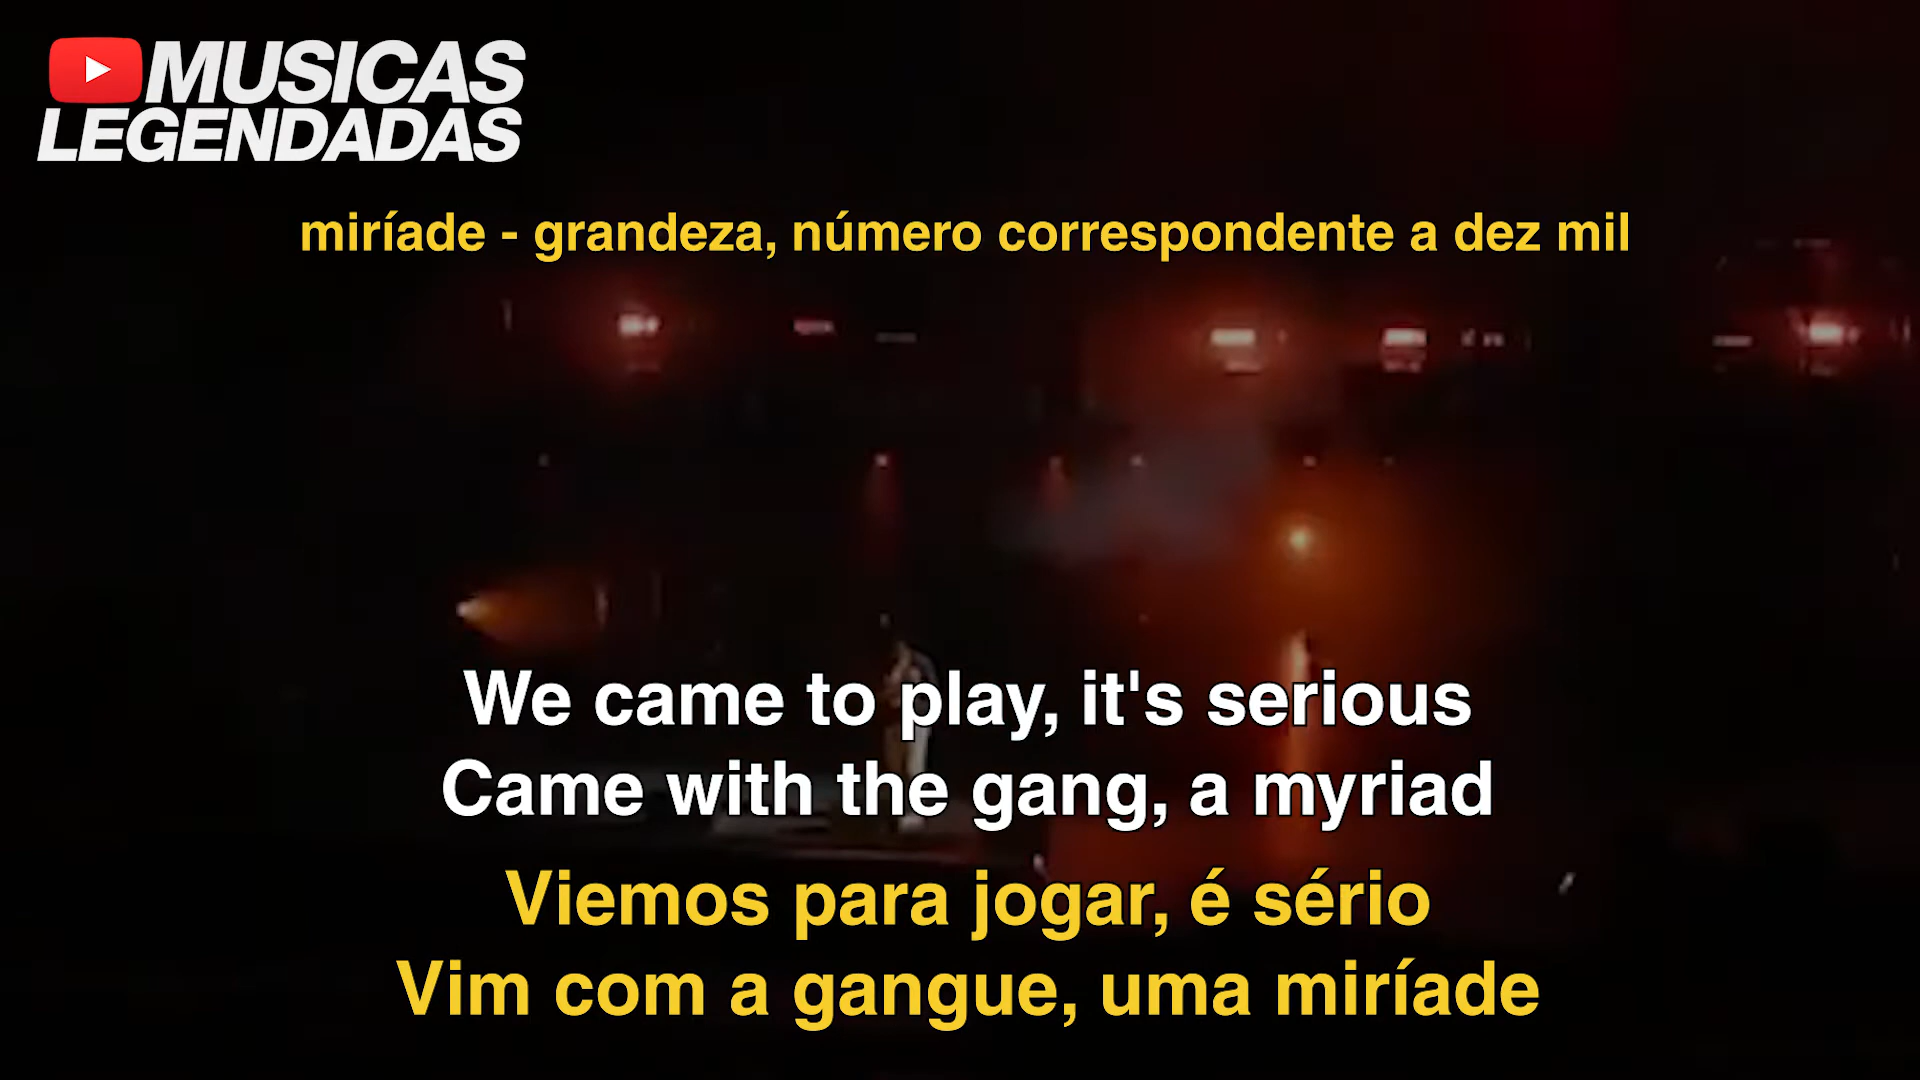 MUSICAS
LEGENDADAS
miríade - grandeza, número correspondente a dez mil
We came to play, it's serious
Came with the gang, a myriad
Viemos para jogar, é sério
Vim com a gangue, uma miríade